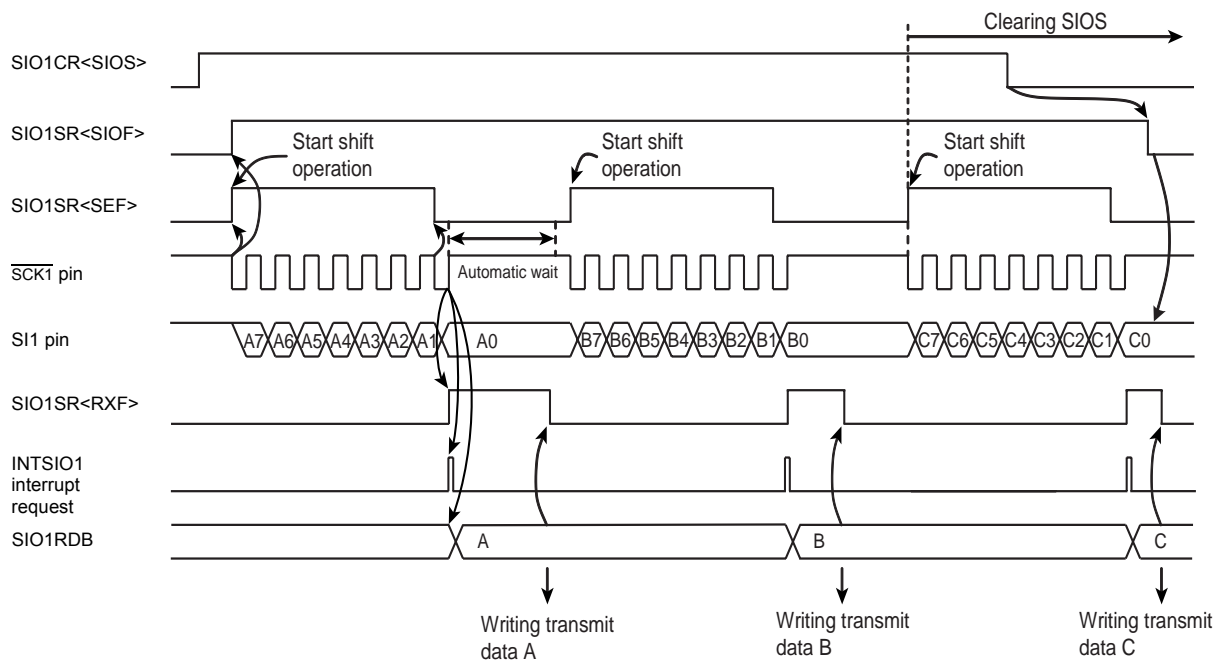 Clearing SIOS
SIO1CR<SIOS>
SIO1SR<SIOF>
Start shift
operation
Start shift
operation
Start shift
operation
SIO1SR<SEF>
SCK1 pin
Automatic wait
SI1 pin
A7 A6 A5 A4 A3 A2 A1 A0 B7 B6 B5 B4 B3 B2 B1 B0 C7 C6 C5 C4 C3 C2 C1 C0
SIO1SR<RXF>
INTSIO1
interrupt
request
SIO1RDB
A B C
Writing transmit
data A
Writing transmit
data B
Writing transmit
data C